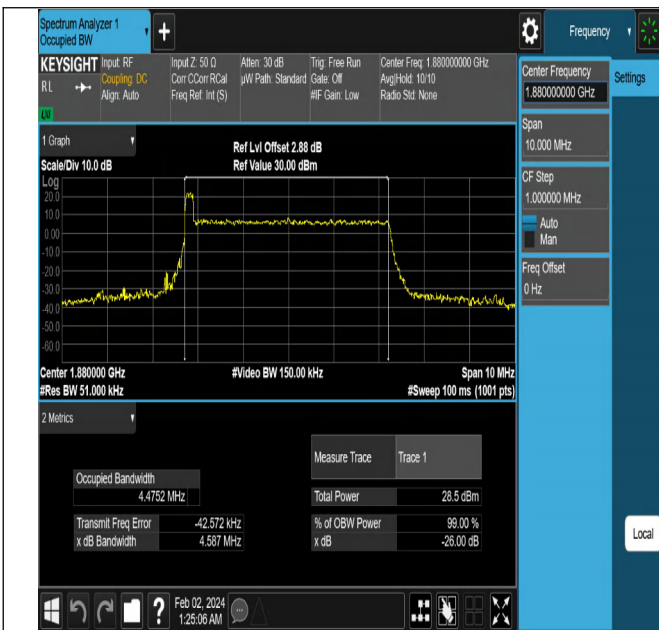 Spectrum Analyzer 1
Occupied BW
Frequency
KEYSIGHT
R L
LXI
Input: RF
Coupling: DC
Align: Auto
Input Z: 50 Ω
Corr CCorr RCal
Freq Ref: Int (S)
Atten: 30 dB
µW Path: Standard
Trig: Free Run
Gate: Off
#IF Gain: Low
Center Freq: 1.880000000 GHz
Avg|Hold: 10/10
Radio Std: None
Center Frequency
1.880000000 GHz
Settings
Span
10.000 MHz
CF Step
1.000000 MHz
Auto
Man
Freq Offset
0 Hz
1 Graph
Scale/Div 10.0 dB
Ref Lvl Offset 2.88 dB
Ref Value 30.00 dBm
Log
20.0
10.0
0.00
-10.0
-20.0
-30.0
-40.0
-50.0
-60.0
Center 1.880000 GHz
#Res BW 51.000 kHz
#Video BW 150.00 kHz
Span 10 MHz
#Sweep 100 ms (1001 pts)
2 Metrics
Measure Trace Trace 1
Occupied Bandwidth
4.4752 MHz
Total Power 28.5 dBm
Transmit Freq Error -42.572 kHz
% of OBW Power 99.00 %
x dB Bandwidth 4.587 MHz
x dB -26.00 dB
Local
Feb 02, 2024
1:25:06 AM